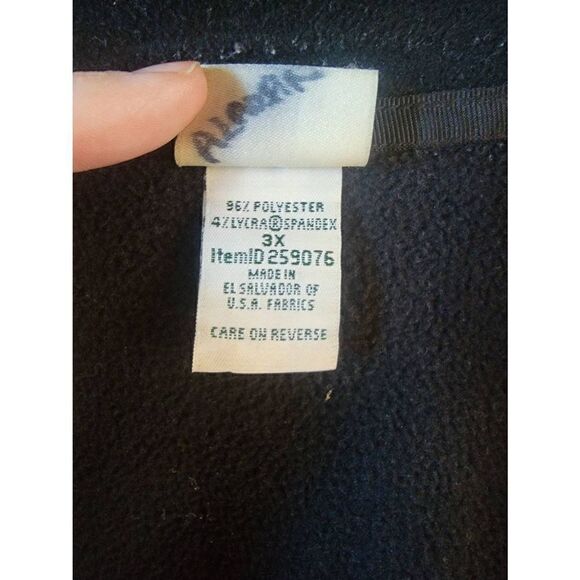 96% POLYESTER
4% LYCRA®SPANDEX
3X
ItemID 259076
MADE IN
EL SALVADOR OF
U.S.A. FABRICS
CARE ON REVERSE